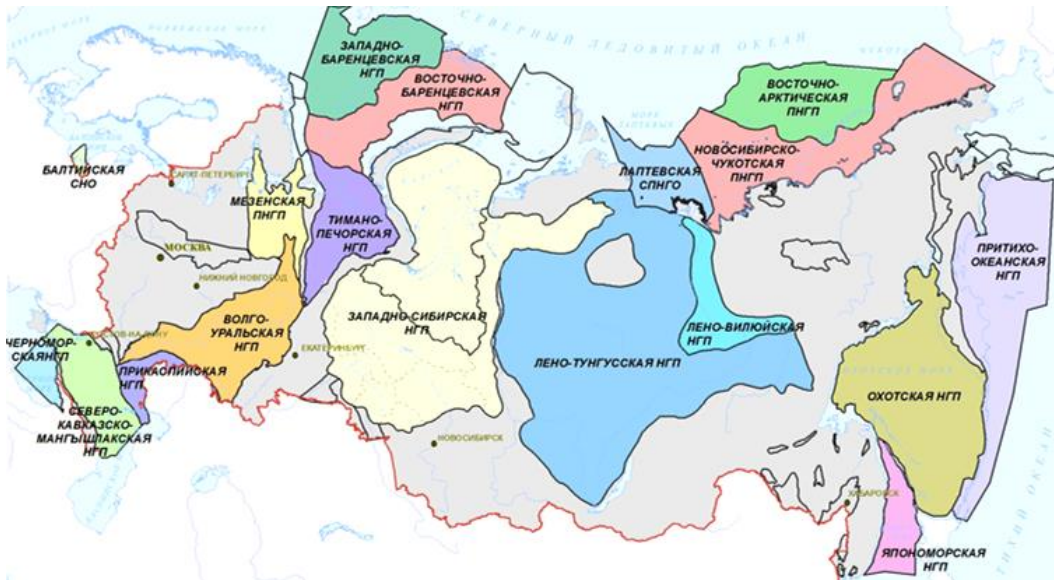 СЕВЕРНЫЙ ЛЕДОВИТЫЙ ОКЕАН
ЗАПАДНО-
БАРЕНЦЕВСКАЯ
НГП
ВОСТОЧНО-
БАРЕНЦЕВСКАЯ
НГП
ВОСТОЧНО-
АРКТИЧЕСКАЯ
ПНГП
НОВОСИБИРСКО-
ЧУКОТСКАЯ
ПНГП
ЛАПТЕВСКАЯ
СПНГО
БАЛТИЙСКАЯ
СНО
САНКТ-ПЕТЕРБУРГ
МЕЗЕНСКАЯ
ПНГП
ТИМАНО-
ПЕЧОРСКАЯ
НГП
МОСКВА
НИЖНИЙ НОВГОРОД
ПРИТИХО-
ОКЕАНСКАЯ
НГП
ВОЛГО-
УРАЛЬСКАЯ
НГП
ЗАПАДНО-СИБИРСКАЯ
НГП
ЛЕНО-ВИЛЮЙСКАЯ
НГП
ЧЕРНОМОР-
СКАЯНГП
РОСТОВ-НА-ДОНУ
ЕКАТЕРИНБУРГ
ЛЕНО-ТУНГУССКАЯ НГП
ПРИКАСПИЙСКАЯ
НГП
ОХОТСКАЯ НГП
СЕВЕРО-
КАВКАЗСКО-
МАНГЫШЛАКСКАЯ
НГП
НОВОСИБИРСК
ХАБАРОВСК
ЯПОНОМОРСКАЯ
НГП
ТИХИЙ ОКЕАН